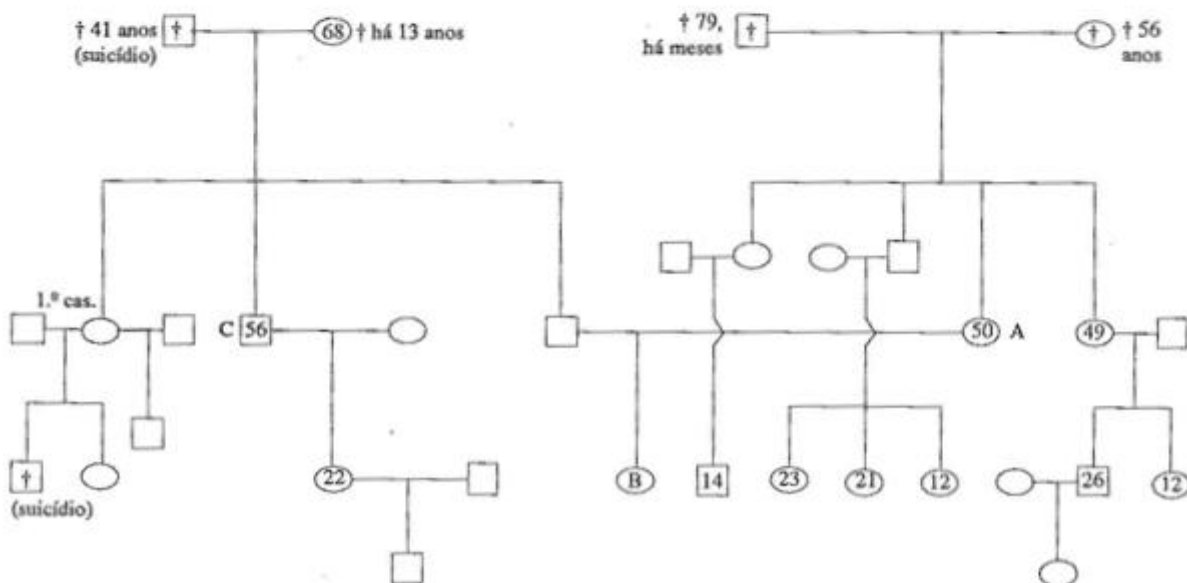 † 41 anos † 68 † há 13 anos † 79, † † 56
(suicídio) há meses anos
1.º cas.
C 56 50 A 49
† 22 B 14 23 21 12 26 12
(suicídio)